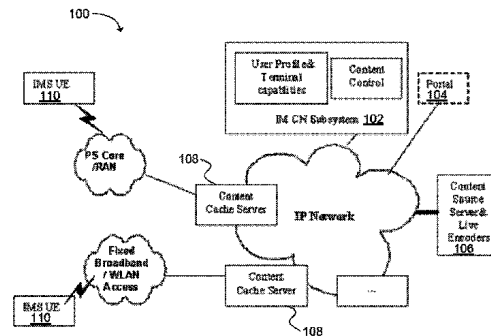 100
IMS UE
110
User Profile&
Terminal
capabilities
Content
Control
IM CN Subsystem 102
Portal
104
PS Core
/RAN
108
Content
Cache Server
IP Network
Content
Source
Server&
Live
Encoders
106
Fixed
Broadband
/ WLAN
Access
Content
Cache Server
...
IMS UE
110
108